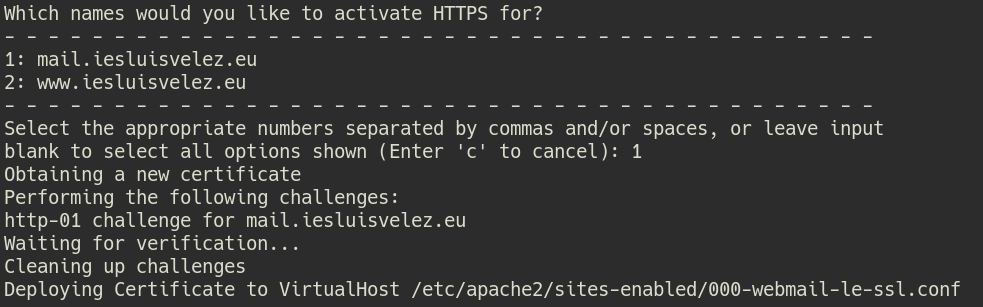 Which names would you like to activate HTTPS for?
- - - - - - - - - - - - - - - - - - - - - - - - - - - - - - - - - - - - - - - -
1: mail.iesluisvelez.eu
2: www.iesluisvelez.eu
- - - - - - - - - - - - - - - - - - - - - - - - - - - - - - - - - - - - - - - -
Select the appropriate numbers separated by commas and/or spaces, or leave input
blank to select all options shown (Enter 'c' to cancel): 1
Obtaining a new certificate
Performing the following challenges:
http-01 challenge for mail.iesluisvelez.eu
Waiting for verification...
Cleaning up challenges
Deploying Certificate to VirtualHost /etc/apache2/sites-enabled/000-webmail-le-ssl.conf